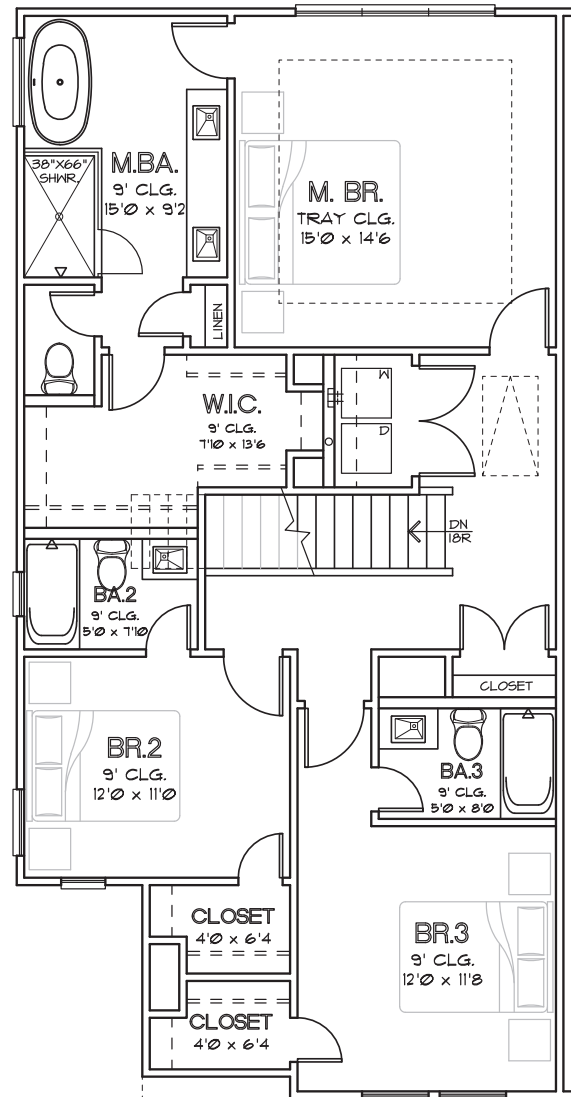 M.BA.
9' CLG.
15'0 x 9'2
38"X66"
SHWR.
M. BR.
TRAY CLG.
15'0 x 14'6
LINEN
W.I.C.
9' CLG.
7'10 x 13'6
W
D
DN
18R
BA.2
9' CLG.
5'0 x 7'10
CLOSET
BR.2
9' CLG.
12'0 x 11'0
BA.3
9' CLG.
5'0 x 8'0
CLOSET
4'0 x 6'4
BR.3
9' CLG.
12'0 x 11'8
CLOSET
4'0 x 6'4